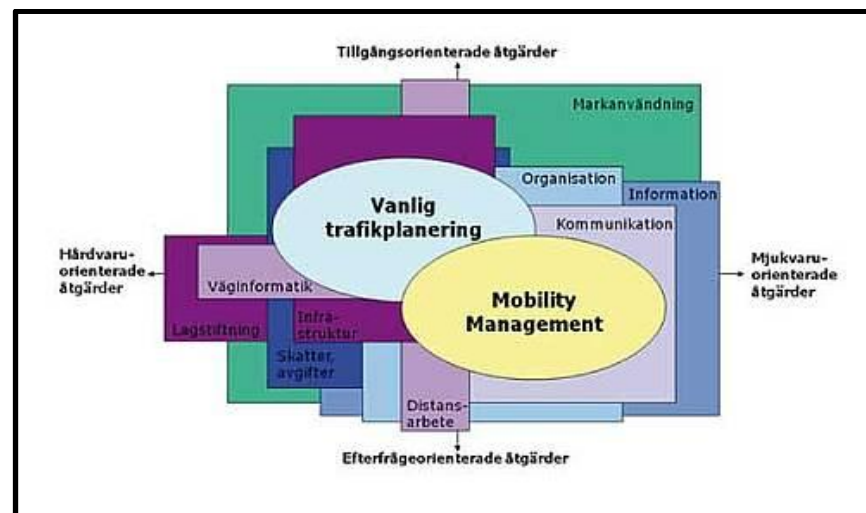 Tillgångsorienterade åtgärder
Markanvändning
Organisation
Information
Vanlig
trafikplanering
Kommunikation
Hårdvaru-
orienterade
åtgärder
Mjukvaru-
orienterade
åtgärder
Väginformatik
Mobility
Management
Lagstiftning
Infra-
struktur
Skatter,
avgifter
Distans-
arbete
Efterfrågeorienterade åtgärder